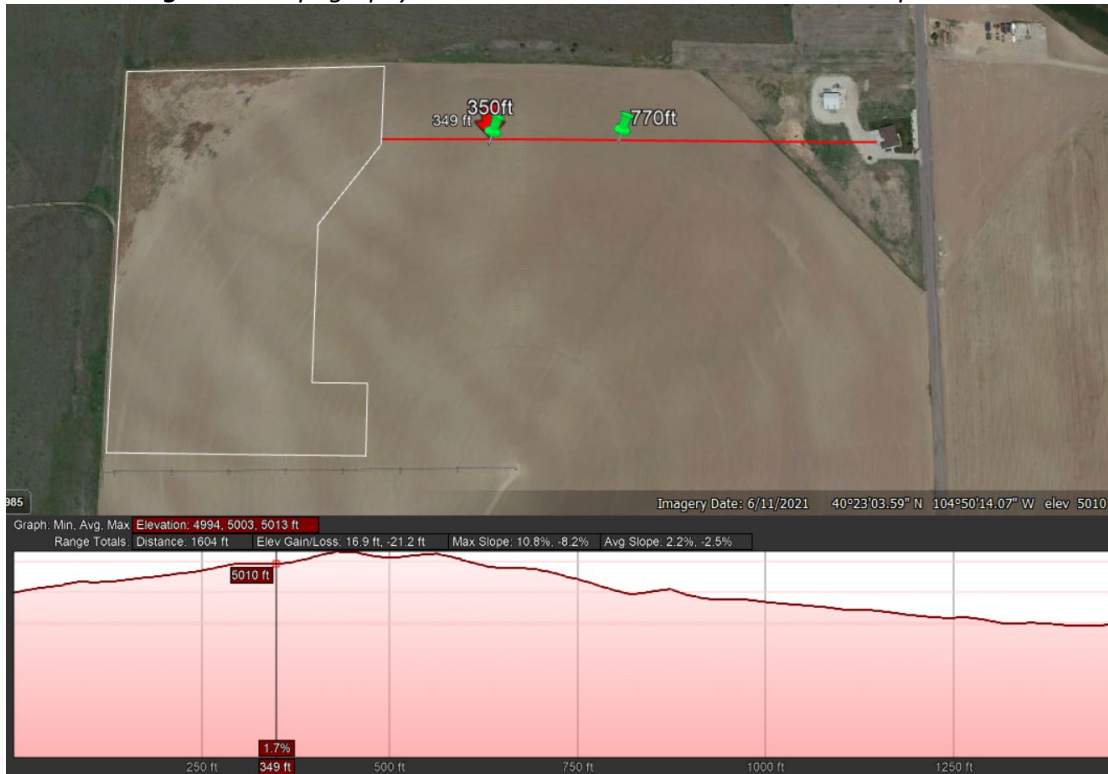 350ft
349 ft
770ft
985
Imagery Date: 6/11/2021 40°23'03.59" N 104°50'14.07" W elev 5010
Graph: Min, Avg, Max Elevation: 4994, 5003, 5013 ft
Range Totals: Distance: 1604 ft Elev Gain/Loss: 16.9 ft, -21.2 ft Max Slope: 10.8%, -8.2% Avg Slope: 2.2%, -2.5%
5010 ft
1.7%
250 ft 349 ft 500 ft 750 ft 1000 ft 1250 ft